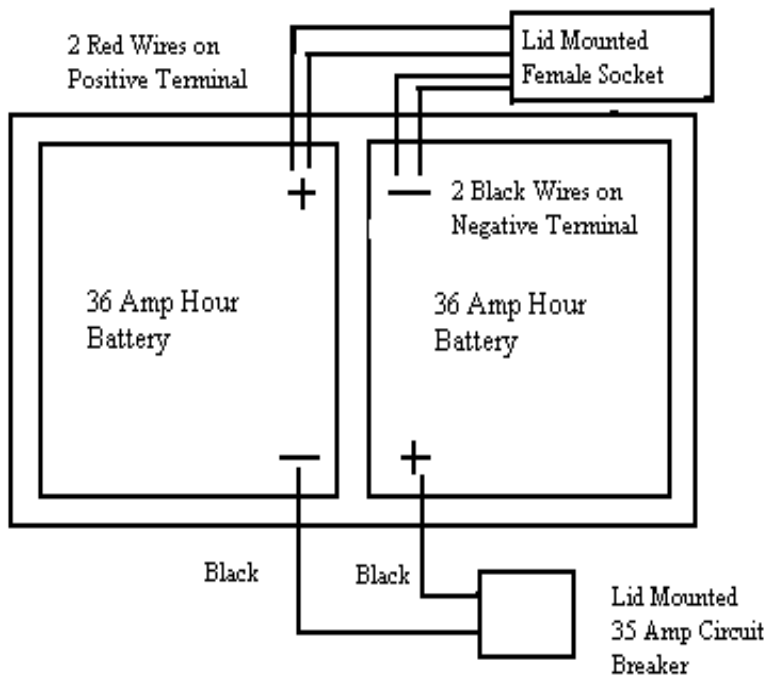 2 Red Wires on
Positive Terminal
Lid Mounted
Female Socket
+
—
2 Black Wires on
Negative Terminal
36 Amp Hour
Battery
36 Amp Hour
Battery
—
+
Black
Black
Lid Mounted
35 Amp Circuit
Breaker